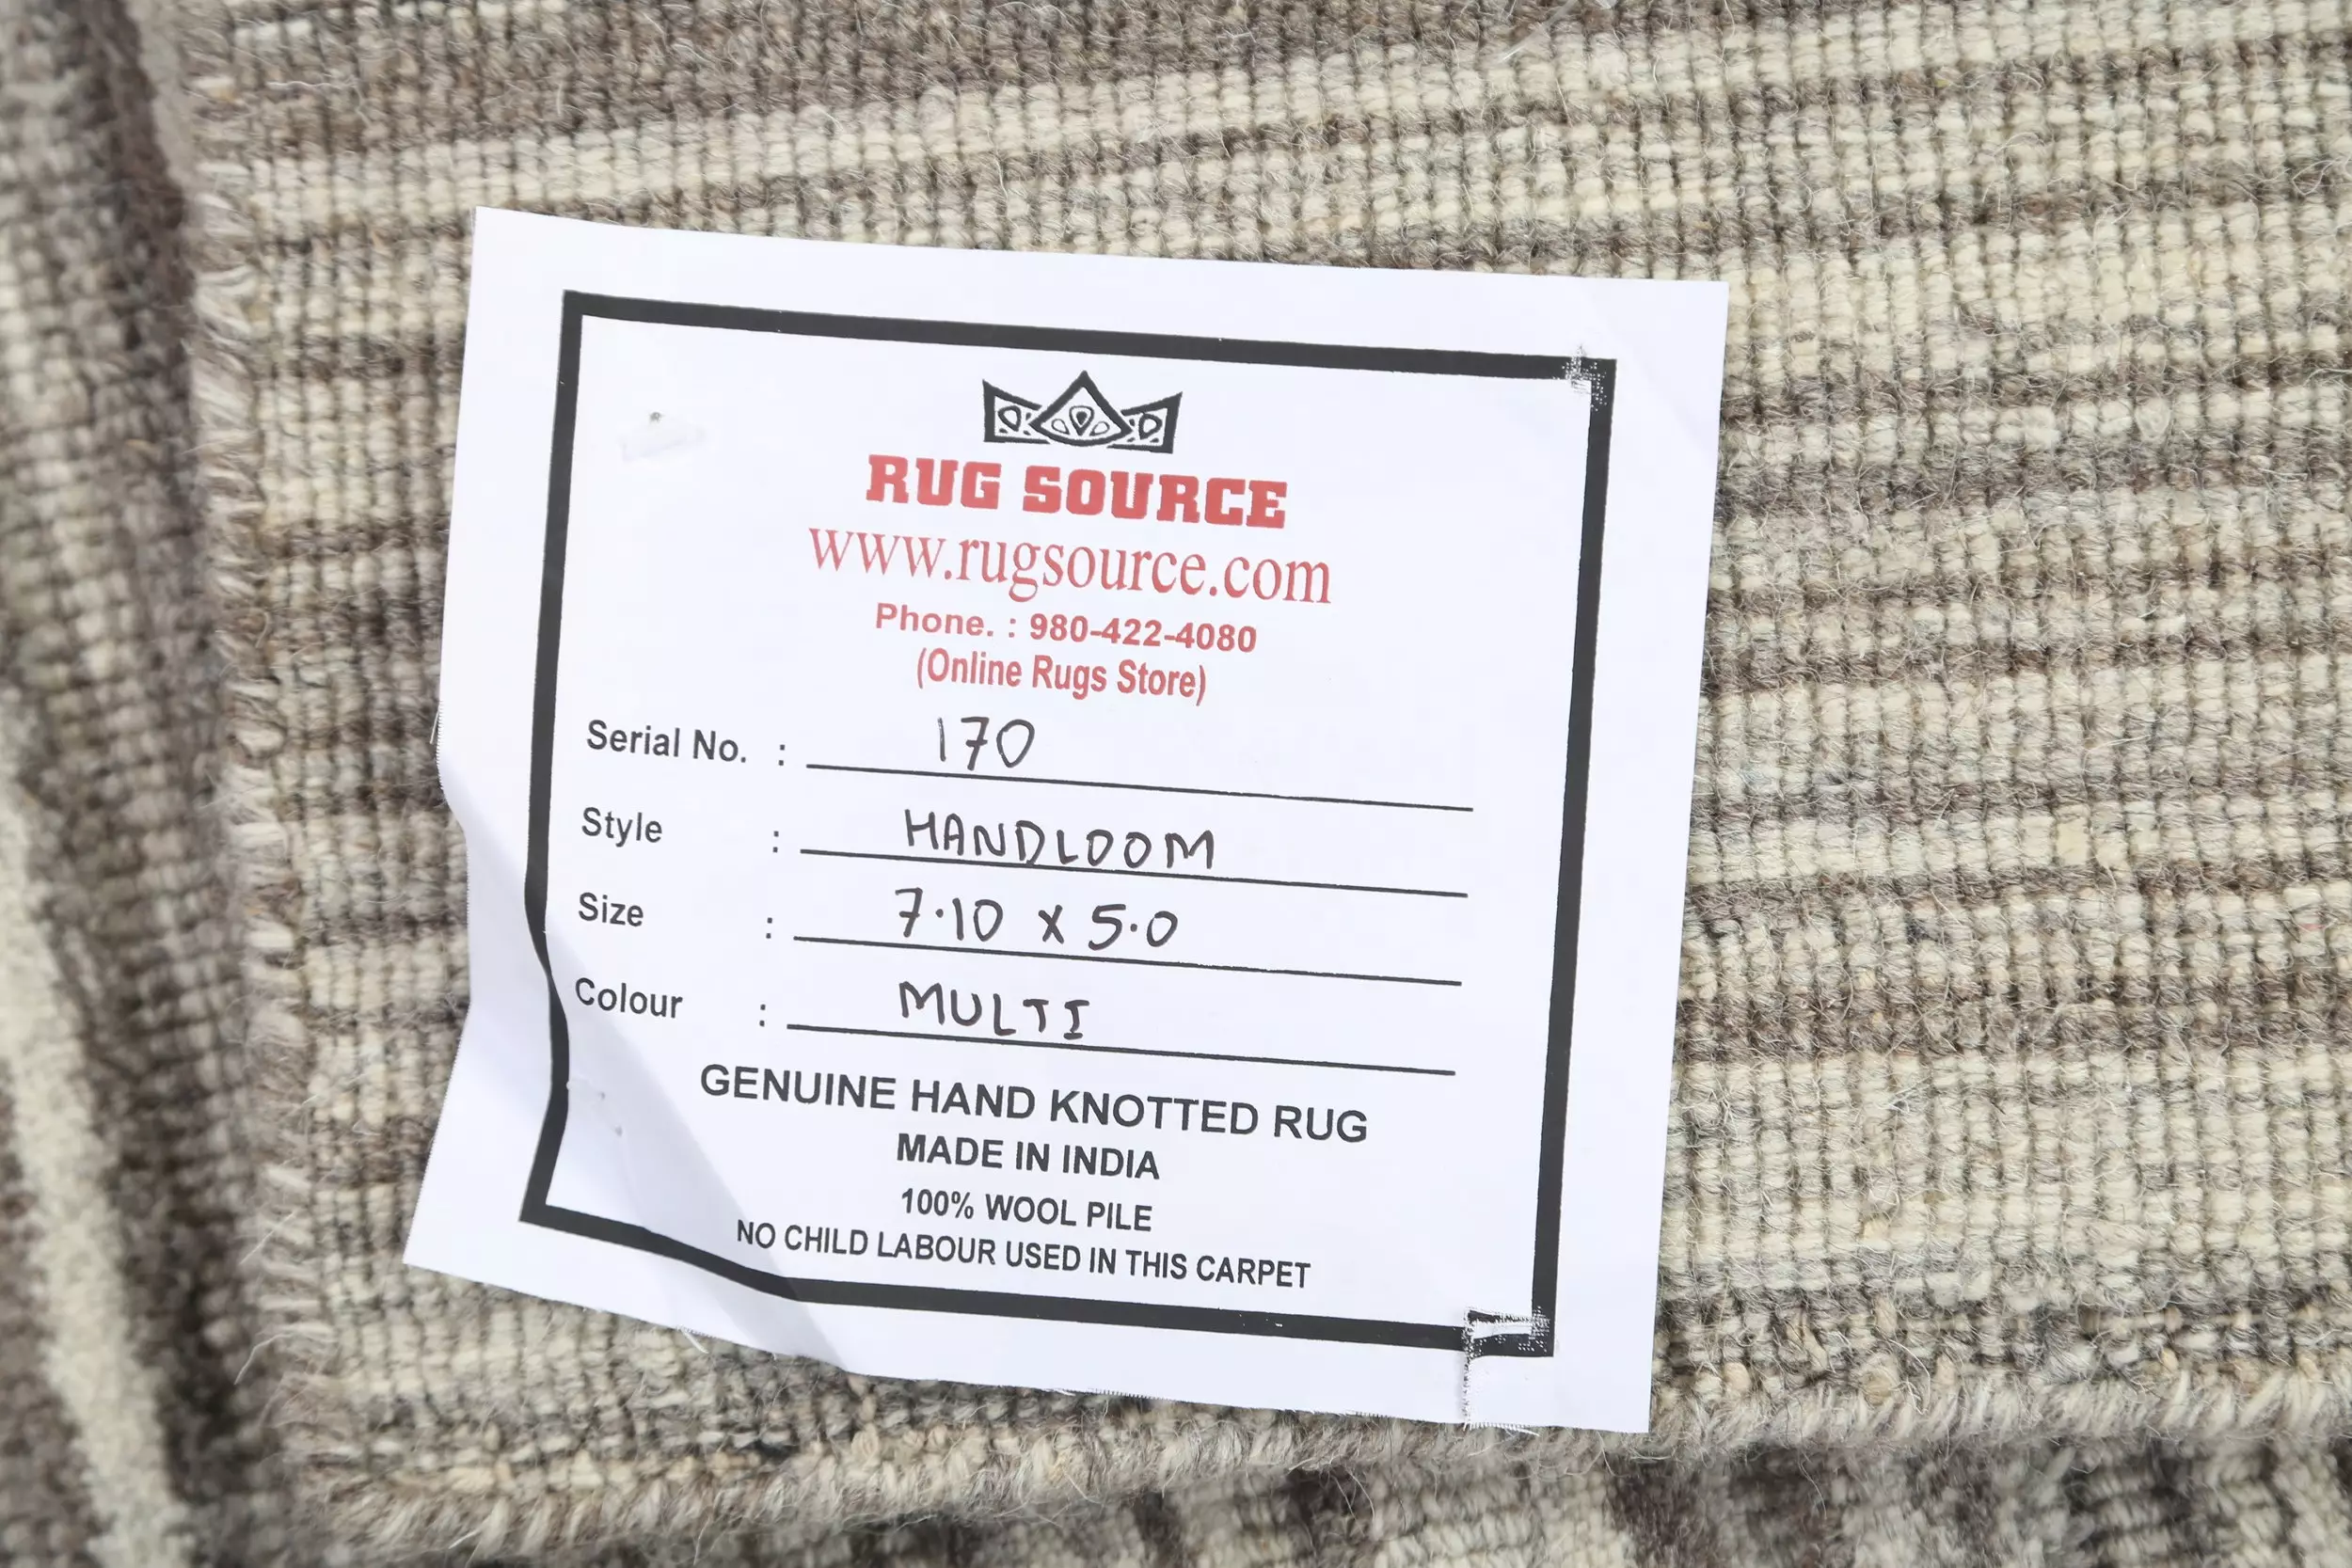 RUG SOURCE
www.rugsource.com
Phone. : 980-422-4080
(Online Rugs Store)
Serial No. : 170
Style : HANDLOOM
Size : 7.10 x 5.0
Colour : MULTI
GENUINE HAND KNOTTED RUG
MADE IN INDIA
100% WOOL PILE
NO CHILD LABOUR USED IN THIS CARPET